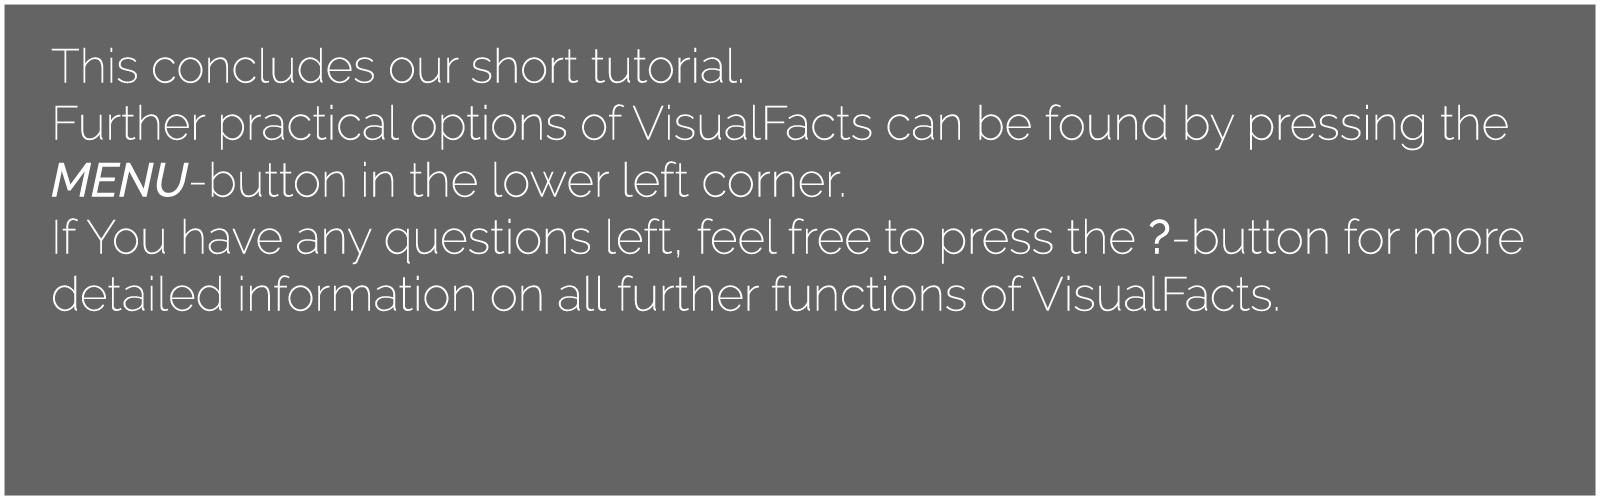 This concludes our short tutorial.
Further practical options of VisualFacts can be found by pressing the
MENU-button in the lower left corner.
If You have any questions left, feel free to press the ?-button for more
detailed information on all further functions of VisualFacts.